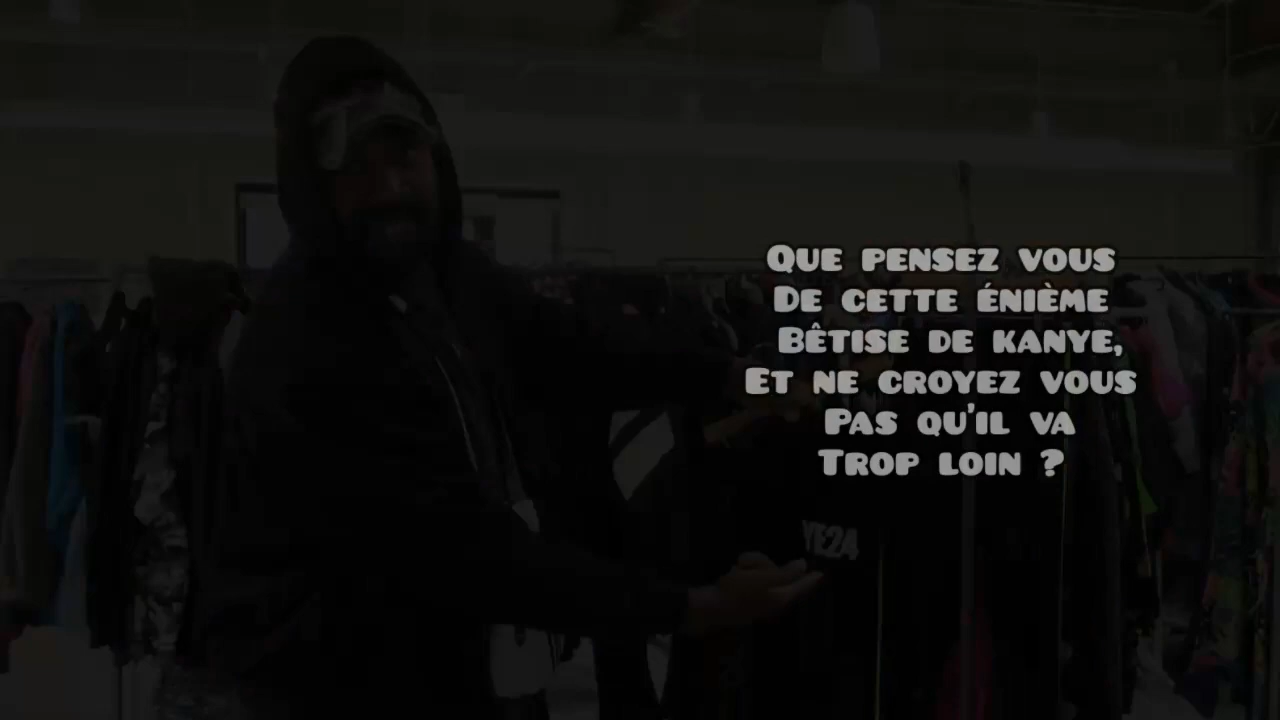 Que pensez vous
De cette énième
Bêtise de kanye,
Et ne croyez vous
Pas qu'il va
Trop loin ?
YE24